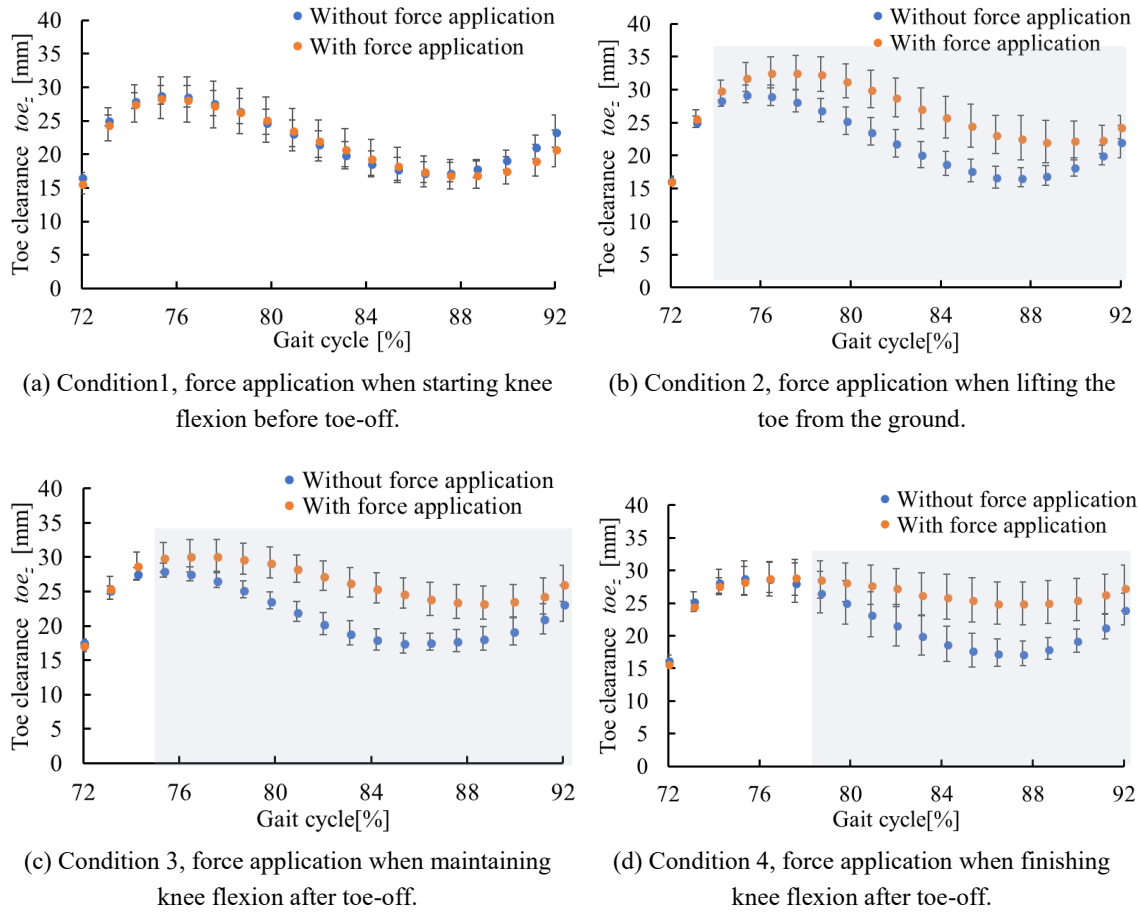 Without force application
With force application
Toe clearance toe_z [mm]
40
35
30
25
20
15
10
5
0
72
76
80
84
88
92
Gait cycle [%]
(a) Condition1, force application when starting knee
flexion before toe-off.
Without force application
With force application
Toe clearance toe_z [mm]
40
35
30
25
20
15
10
5
0
72
76
80
84
88
92
Gait cycle[%]
(b) Condition 2, force application when lifting the
toe from the ground.
Without force application
With force application
Toe clearance toe_z [mm]
40
35
30
25
20
15
10
5
0
72
76
80
84
88
92
Gait cycle[%]
(c) Condition 3, force application when maintaining
knee flexion after toe-off.
Without force application
With force application
Toe clearance toe_z [mm]
40
35
30
25
20
15
10
5
0
72
76
80
84
88
92
Gait cycle[%]
(d) Condition 4, force application when finishing
knee flexion after toe-off.